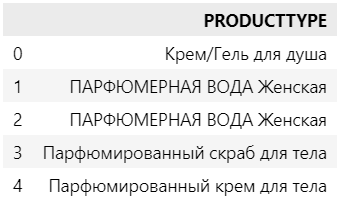 PRODUCTTYPE
0 Крем/Гель для душа
1 ПАРФЮМЕРНАЯ ВОДА Женская
2 ПАРФЮМЕРНАЯ ВОДА Женская
3 Парфюмированный скраб для тела
4 Парфюмированный крем для тела